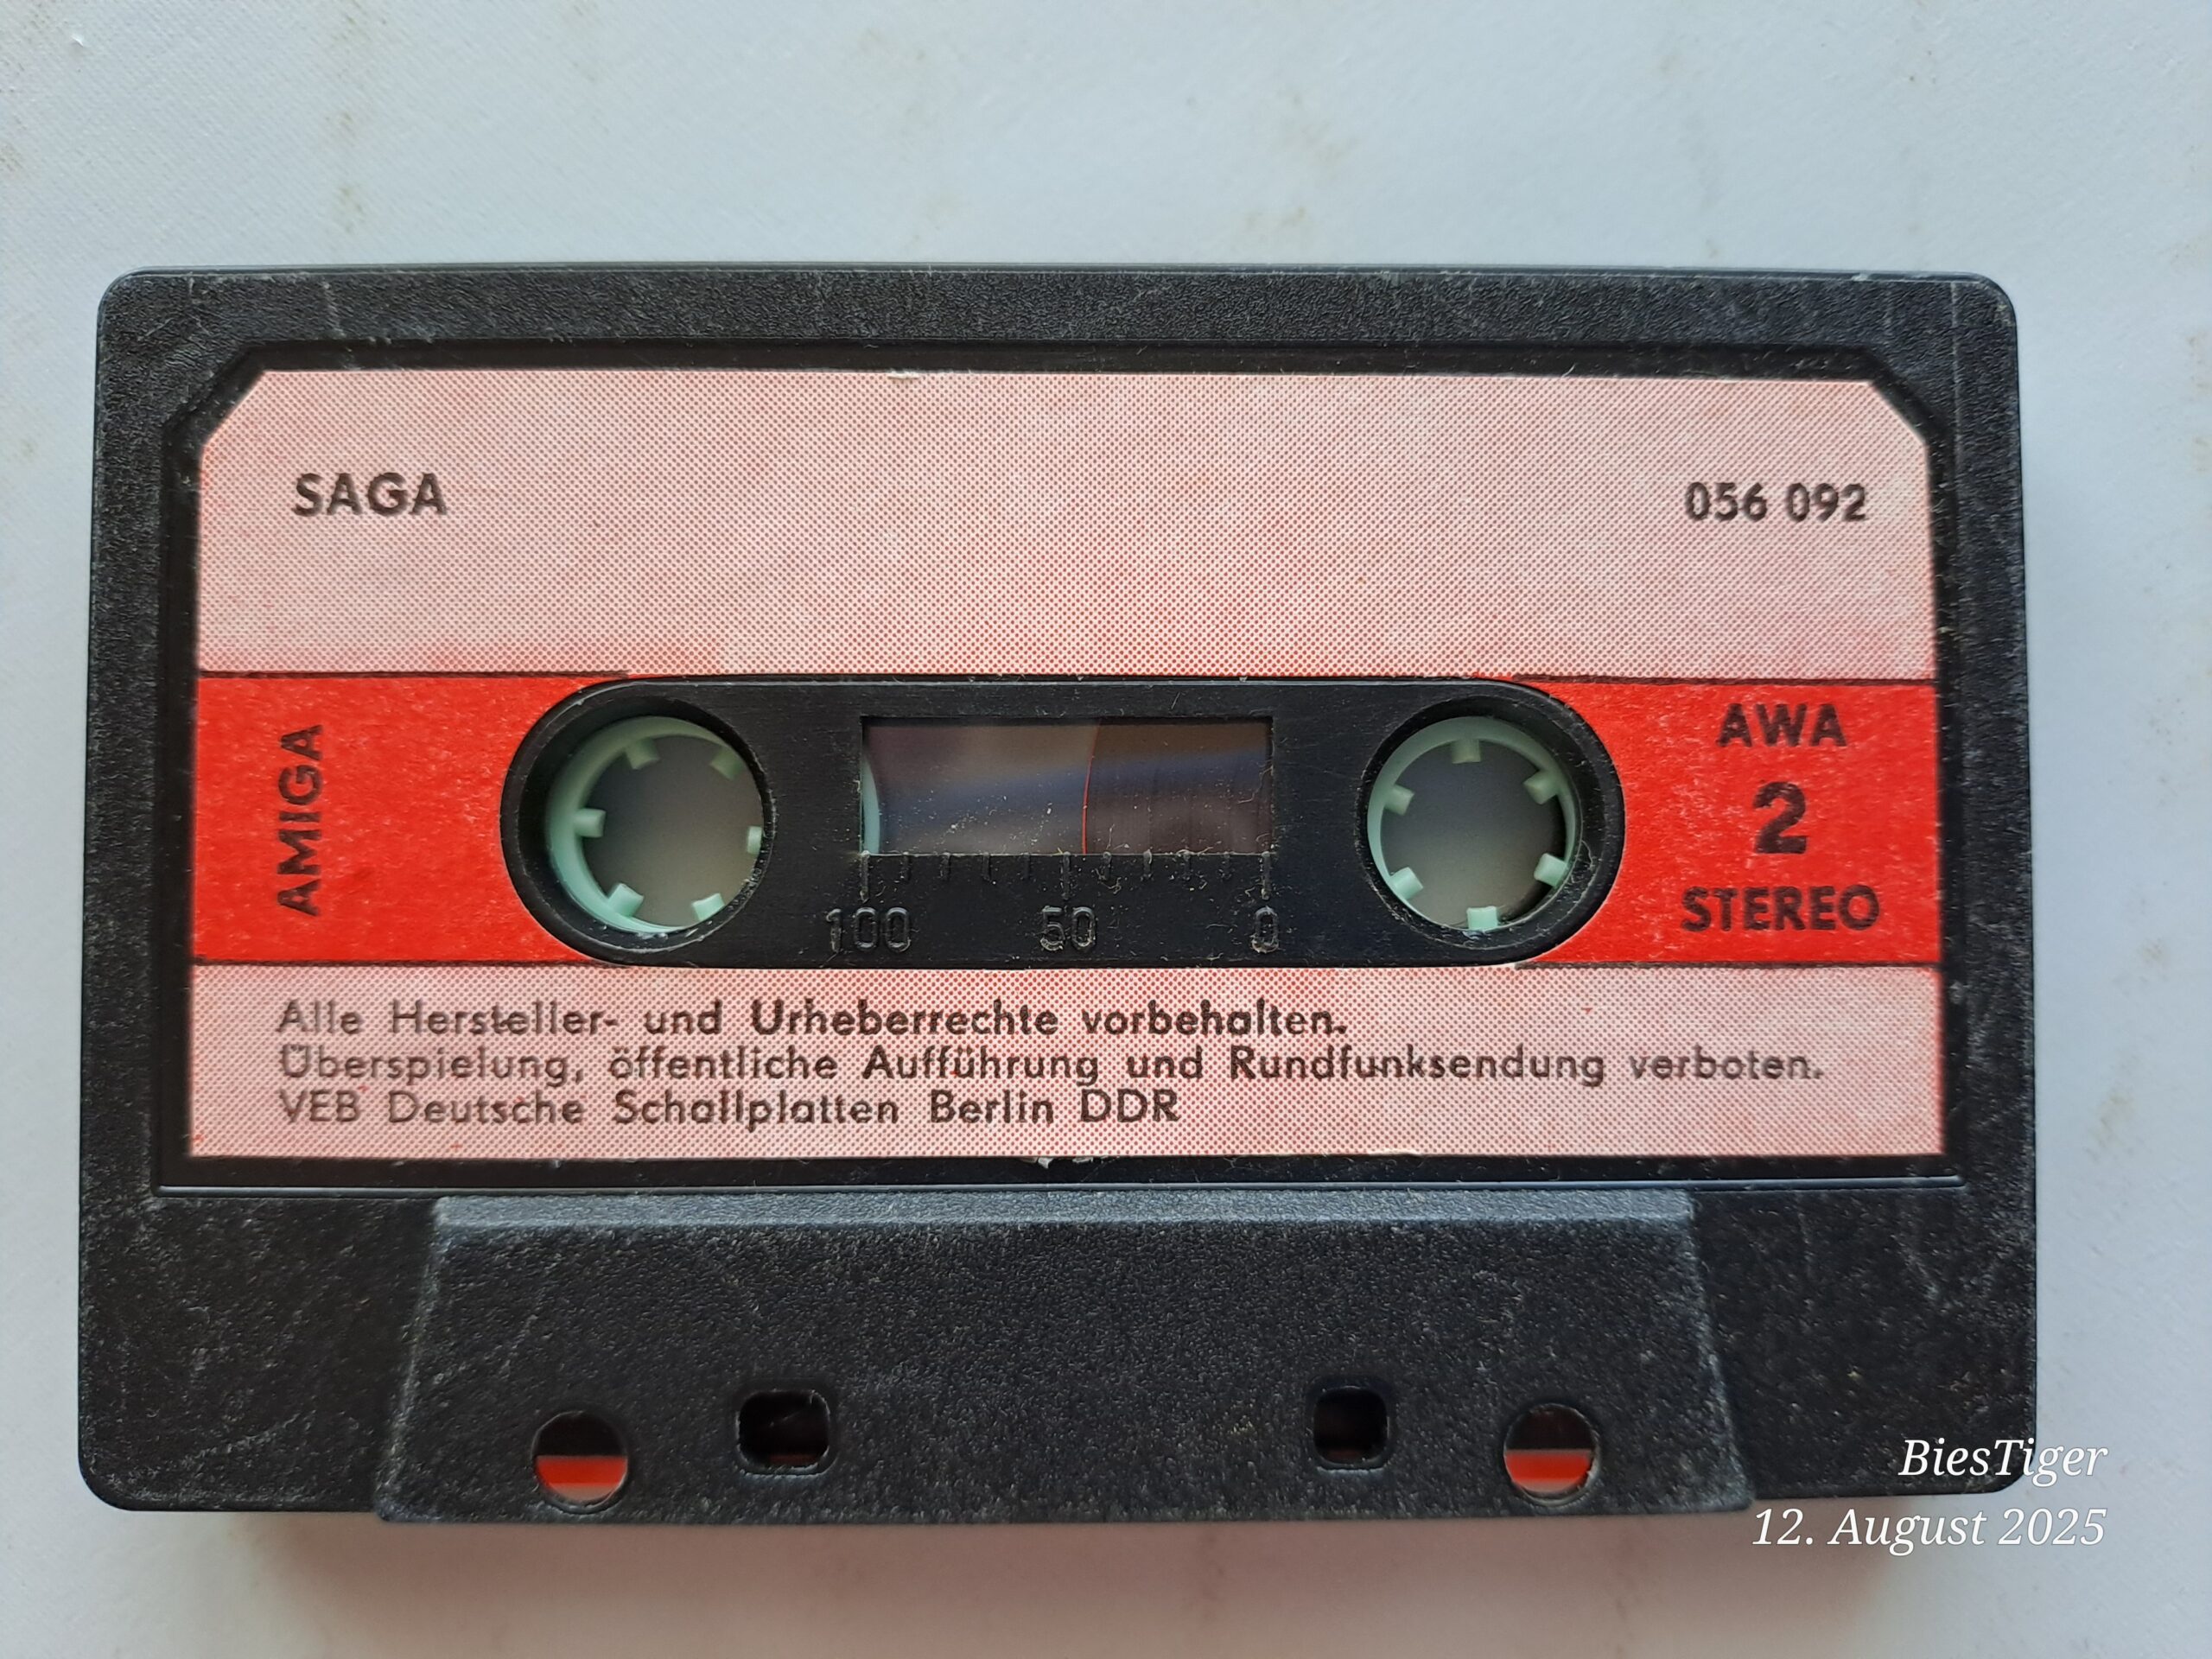 SAGA
056 092
AMIGA
AWA
2
STEREO
100 50 0
Alle Hersteller- und Urheberrechte vorbehalten.
Überspielung, öffentliche Aufführung und Rundfunksendung verboten.
VEB Deutsche Schallplatten Berlin DDR
BiesTiger
12. August 2025